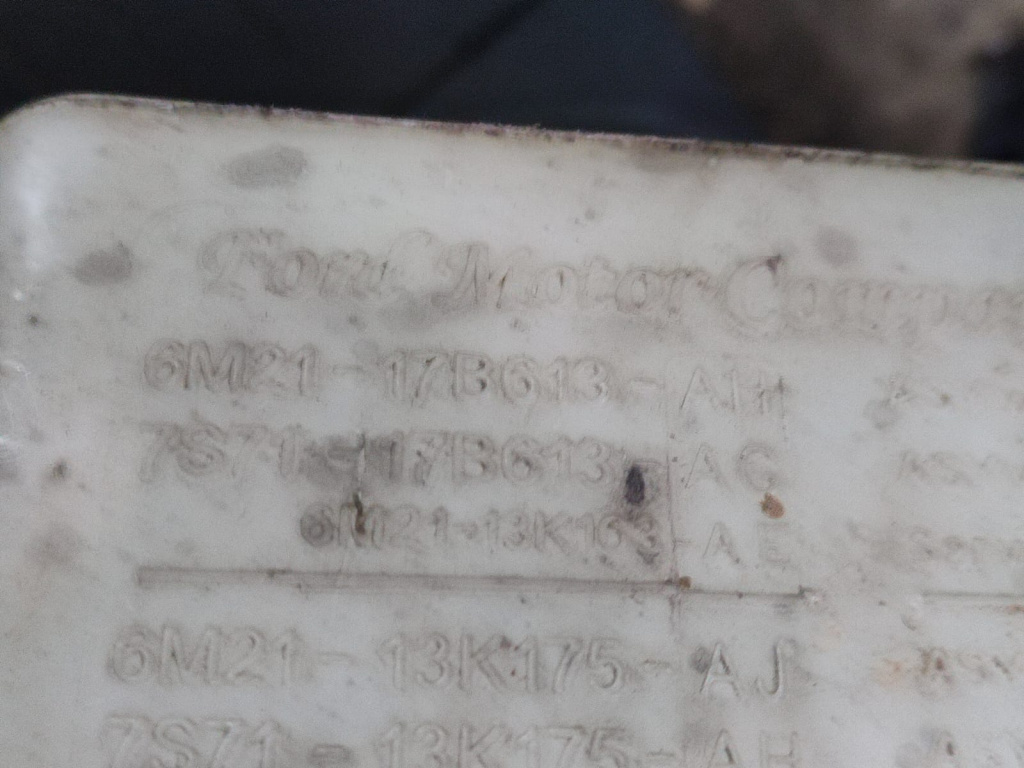 Ford Motor Company
6M21-17B613-AH
7S71-17B613-AC
6M21-13K163-AE
6M21-13K175-AJ
7S71-13K175-AH